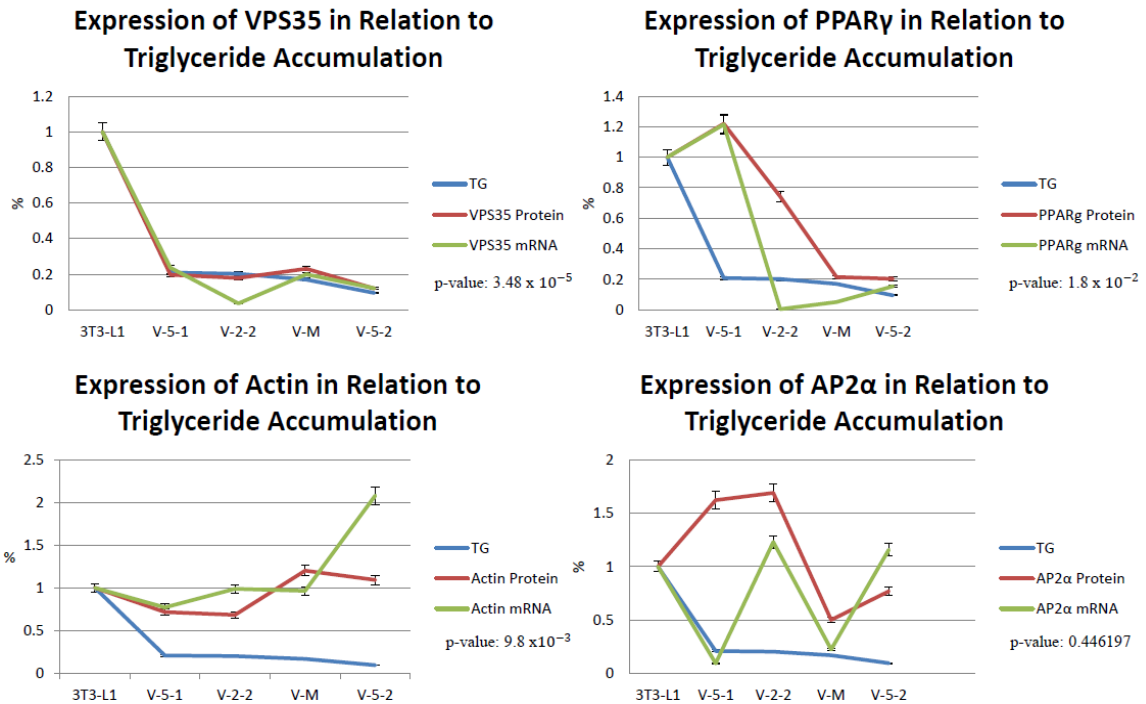 Expression of VPS35 in Relation to
Triglyceride Accumulation
1.2
1
0.8
0.6
0.4
0.2
0
%
3T3-L1 V-5-1 V-2-2 V-M V-5-2
TG
VPS35 Protein
VPS35 mRNA
p-value: 3.48 x 10⁻⁵
Expression of PPARγ in Relation to
Triglyceride Accumulation
1.4
1.2
1
0.8
0.6
0.4
0.2
0
%
3T3-L1 V-5-1 V-2-2 V-M V-5-2
TG
PPARg Protein
PPARg mRNA
p-value: 1.8 x 10⁻²
Expression of Actin in Relation to
Triglyceride Accumulation
2.5
2
1.5
1
0.5
0
%
3T3-L1 V-5-1 V-2-2 V-M V-5-2
TG
Actin Protein
Actin mRNA
p-value: 9.8 x10⁻³
Expression of AP2α in Relation to
Triglyceride Accumulation
2
1.5
1
0.5
0
%
3T3-L1 V-5-1 V-2-2 V-M V-5-2
TG
AP2α Protein
AP2α mRNA
p-value: 0.446197